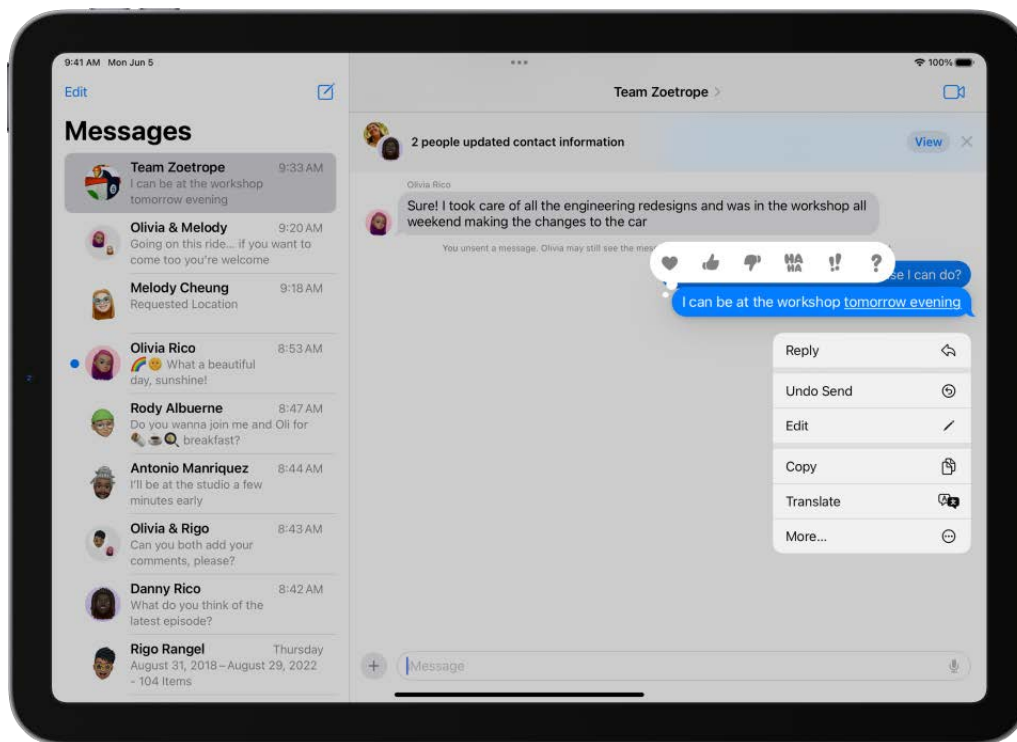 9:41 AM Mon Jun 5
100%
Edit
Messages
Team Zoetrope
9:33 AM
I can be at the workshop
tomorrow evening
Olivia & Melody
9:20 AM
Going on this ride... if you want to
come too you're welcome
Melody Cheung
9:18 AM
Requested Location
Olivia Rico
8:53 AM
🌈🌞 What a beautiful
day, sunshine!
Rody Albuerne
8:47 AM
Do you wanna join me and Oli for
🗞️☕🍳 breakfast?
Antonio Manriquez
8:44 AM
I'll be at the studio a few
minutes early
Olivia & Rigo
8:43 AM
Can you both add your
comments, please?
Danny Rico
8:42 AM
What do you think of the
latest episode?
Rigo Rangel
Thursday
August 31, 2018 – August 29, 2022
- 104 Items
Team Zoetrope >
2 people updated contact information
View
Olivia Rico
Sure! I took care of all the engineering redesigns and was in the workshop all
weekend making the changes to the car
You unsent a message. Olivia may still see the
HA
HA
!!
?
I can do?
I can be at the workshop tomorrow evening
Reply
Undo Send
Edit
Copy
Translate
More...
Message